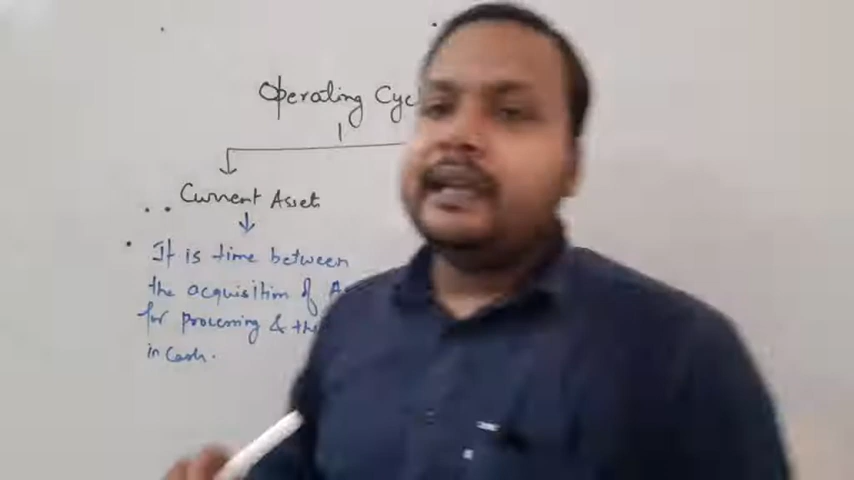 Operating Cyc
Current Asset
It is time between
the acquisition of A
for processing & the
in Cash.